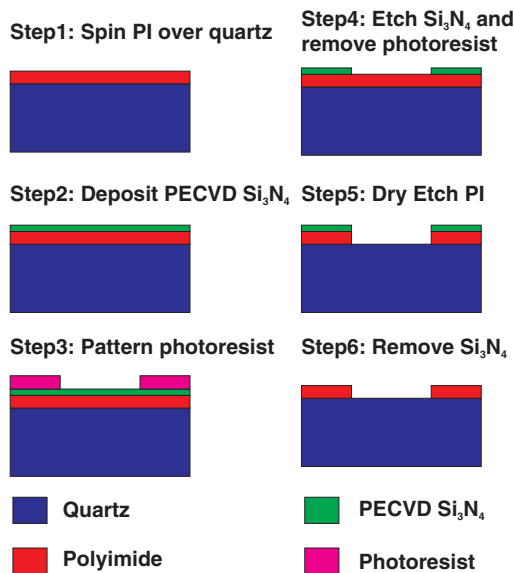 Step1: Spin PI over quartz
Step2: Deposit PECVD Si₃N₄
Step3: Pattern photoresist
Step4: Etch Si₃N₄ and
remove photoresist
Step5: Dry Etch PI
Step6: Remove Si₃N₄
Quartz
Polyimide
PECVD Si₃N₄
Photoresist